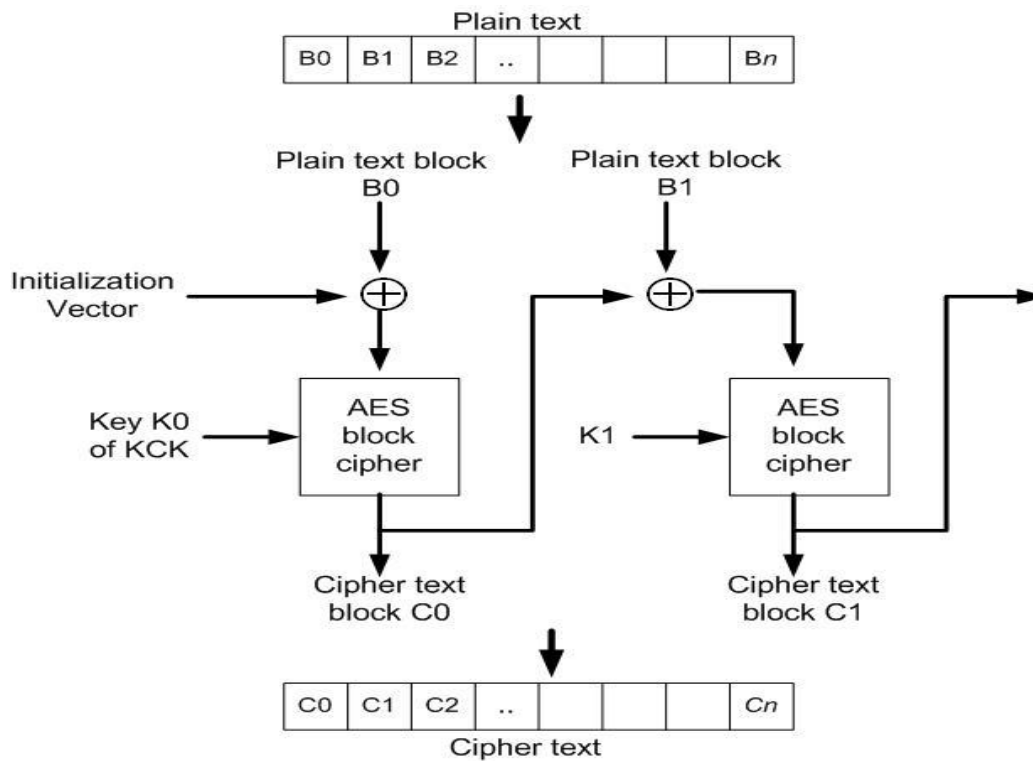 Plain text
B0 B1 B2 .. Bn
Plain text block
B0
Plain text block
B1
Initialization
Vector
Key K0
of KCK
AES
block
cipher
K1
AES
block
cipher
Cipher text
block C0
Cipher text
block C1
C0 C1 C2 .. Cn
Cipher text